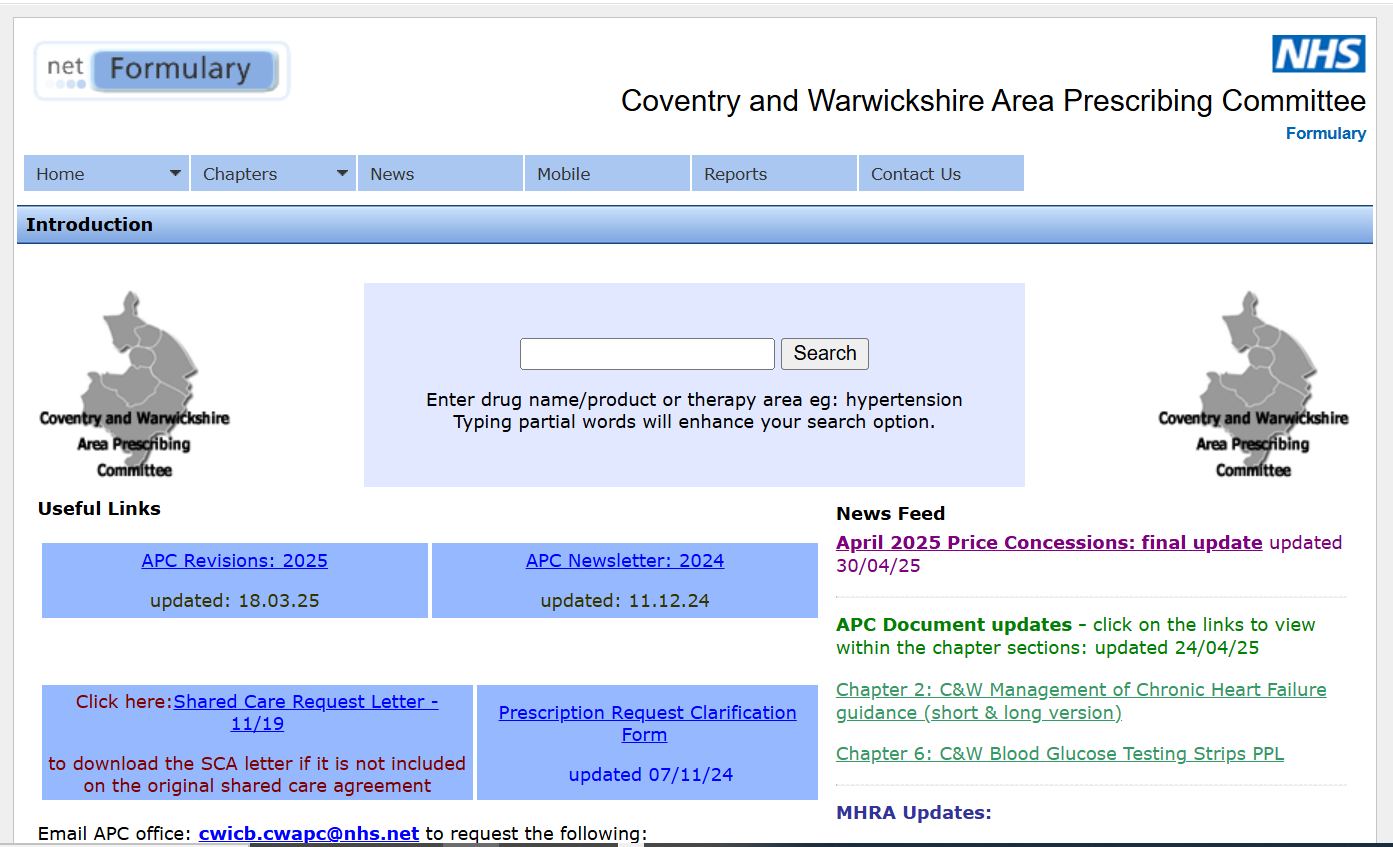 net Formulary
NHS
Coventry and Warwickshire Area Prescribing Committee
Formulary
Home
Chapters
News
Mobile
Reports
Contact Us
Introduction
Coventry and Warwickshire
Area Prescribing
Committee
Search
Enter drug name/product or therapy area eg: hypertension
Typing partial words will enhance your search option.
Coventry and Warwickshire
Area Prescribing
Committee
Useful Links
APC Revisions: 2025
updated: 18.03.25
APC Newsletter: 2024
updated: 11.12.24
Click here:Shared Care Request Letter -
11/19
to download the SCA letter if it is not included
on the original shared care agreement
Prescription Request Clarification
Form
updated 07/11/24
Email APC office: cwicb.cwapc@nhs.net to request the following:
News Feed
April 2025 Price Concessions: final update updated
30/04/25
APC Document updates - click on the links to view
within the chapter sections: updated 24/04/25
Chapter 2: C&W Management of Chronic Heart Failure
guidance (short & long version)
Chapter 6: C&W Blood Glucose Testing Strips PPL
MHRA Updates: